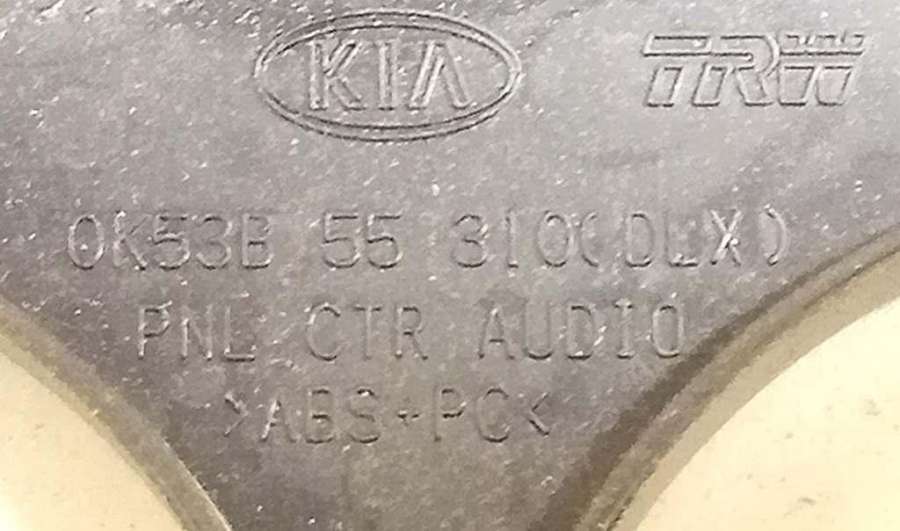 KIA TRW
0K53B 55 310(DLX)
PNL CTR AUDIO
>ABS+PC<